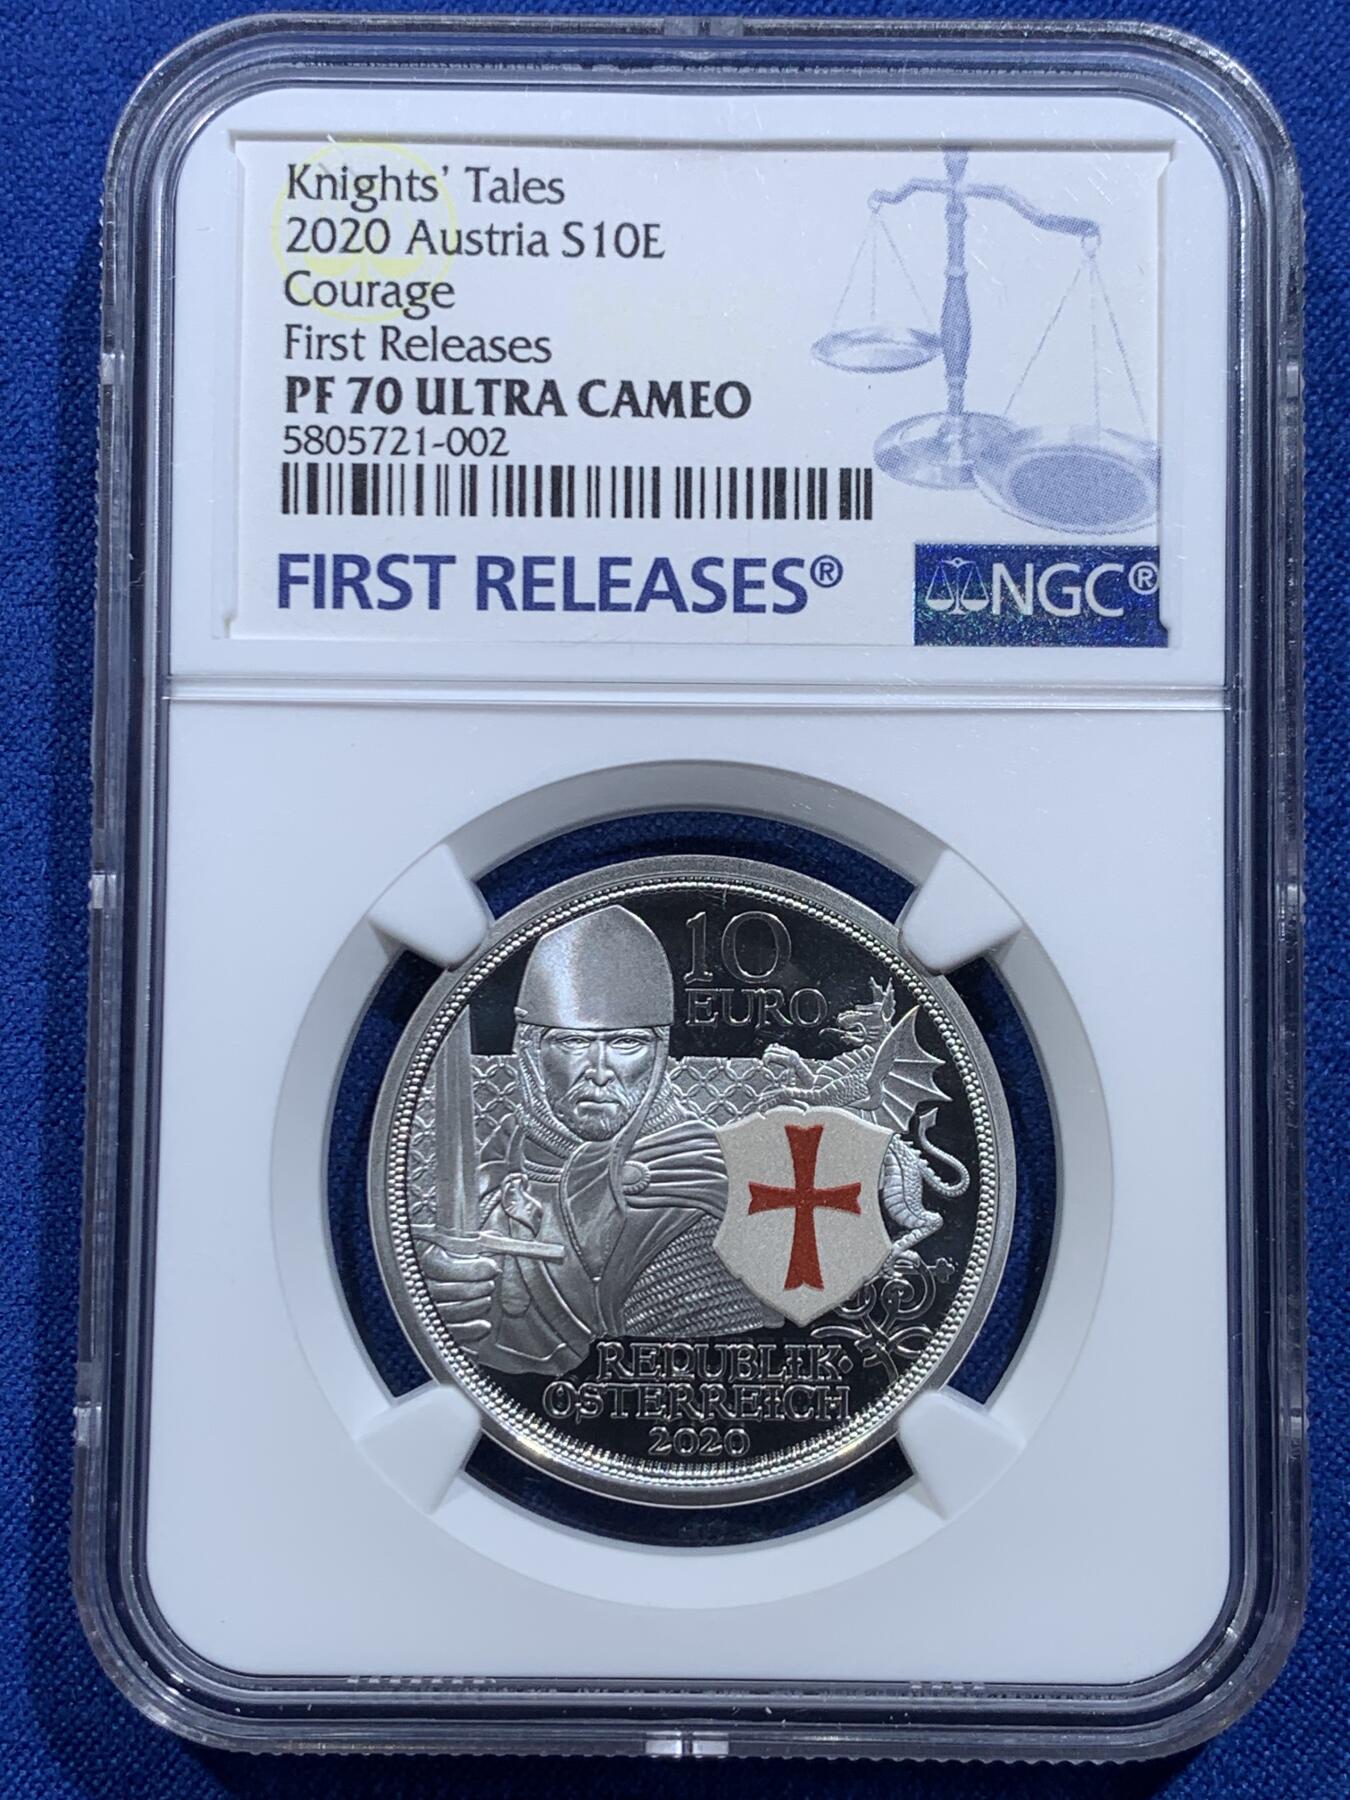 Knights' Tales
2020 Austria S10E
Courage
First Releases
PF 70 ULTRA CAMEO
5805721-002
FIRST RELEASES®
NGC®
10
EURO
REPUBLIK·
ÖSTERREICH
2020